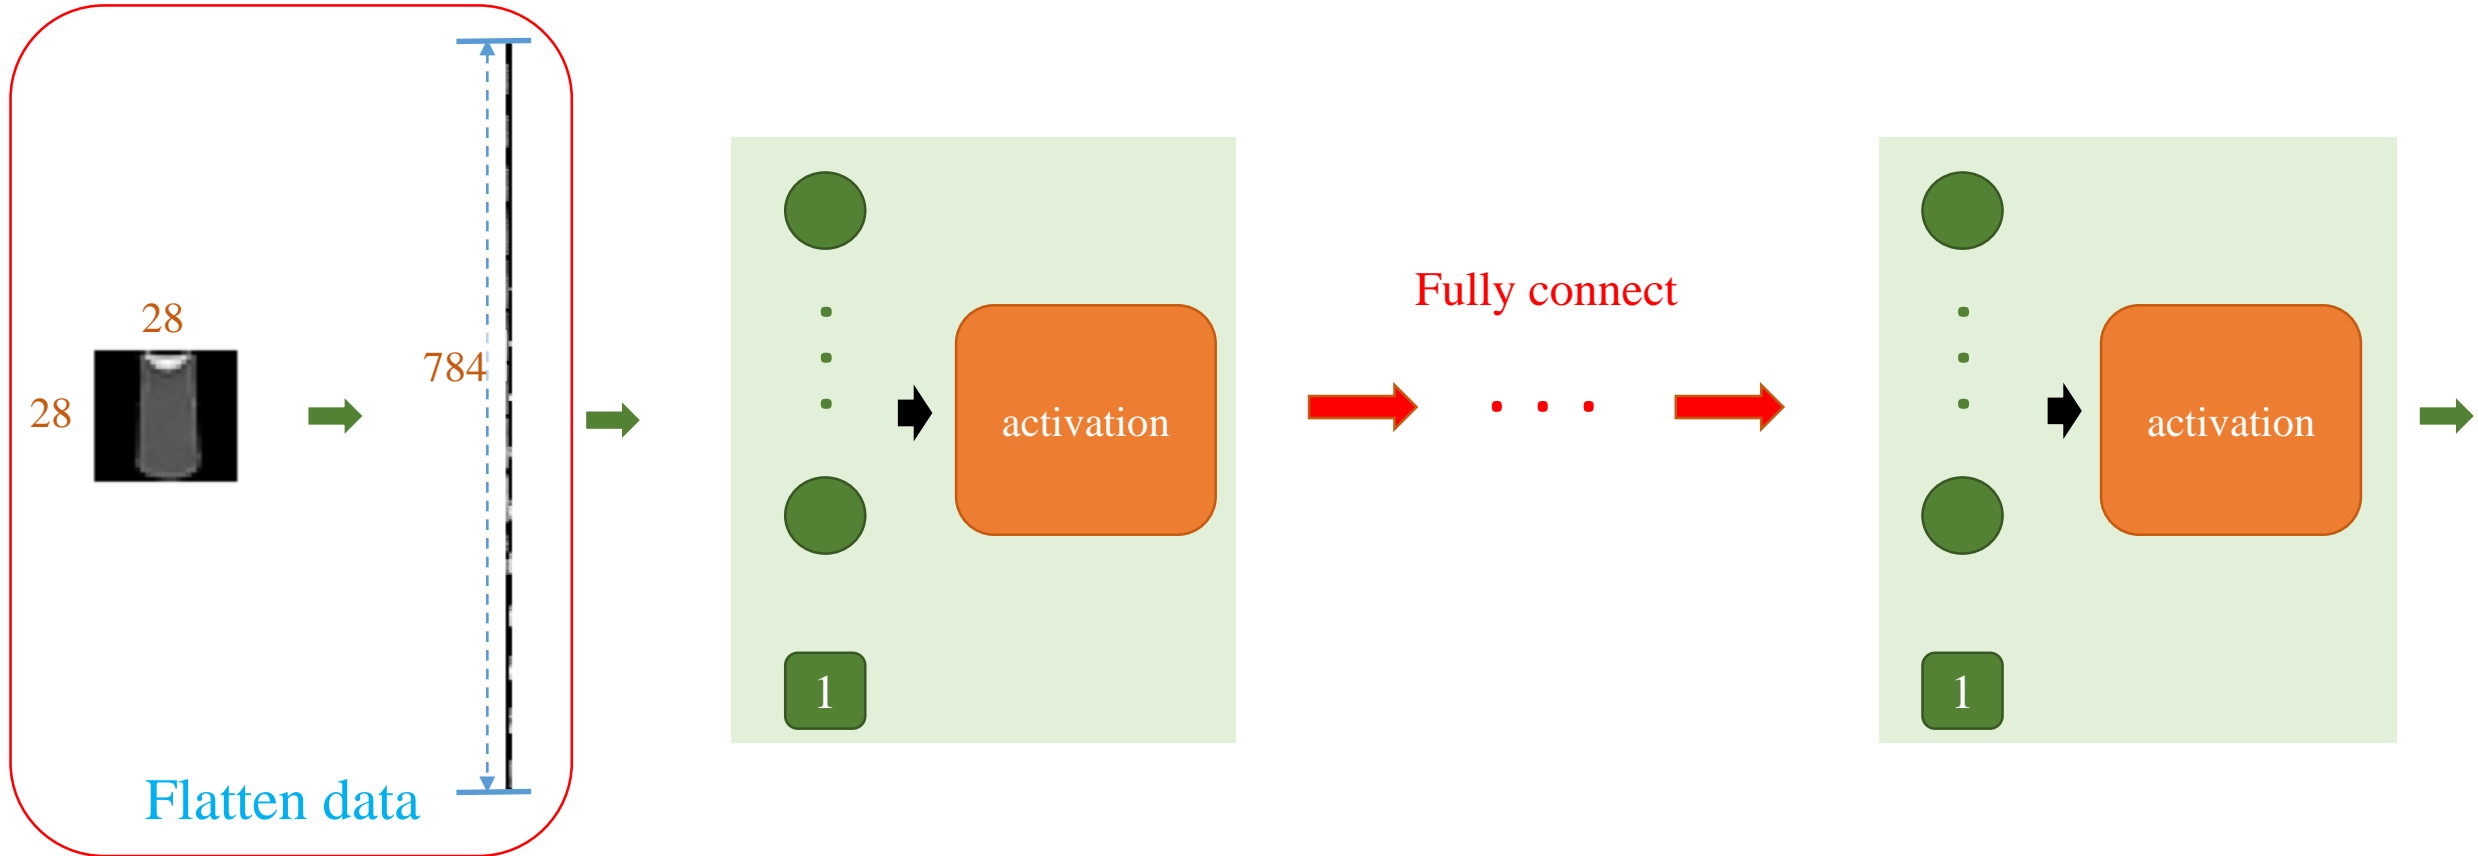 28
28
784
Flatten data
activation
1
Fully connect
activation
1